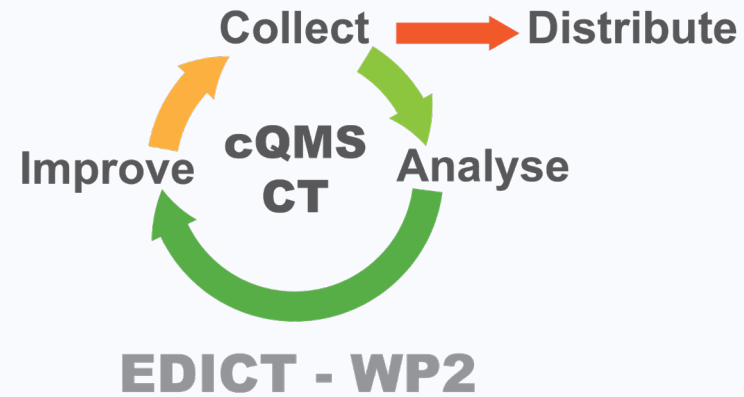 Collect Distribute
cQMS
Improve Analyse
CT
EDICT - WP2